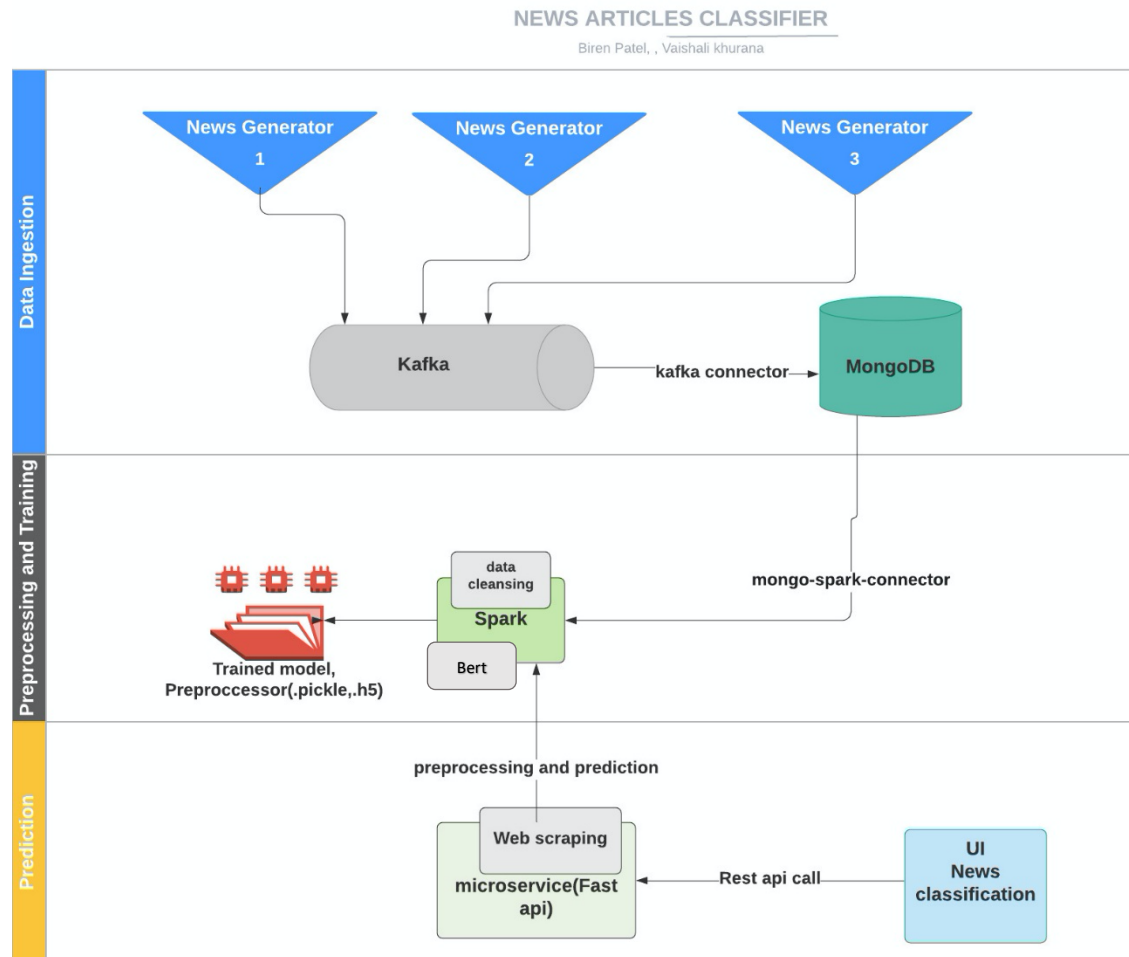 NEWS ARTICLES CLASSIFIER
Biren Patel, , Vaishali khurana
Data Ingestion
News Generator
1
News Generator
2
News Generator
3
Kafka
kafka connector
MongoDB
Preprocessing and Training
data
cleansing
Spark
Bert
mongo-spark-connector
Trained model,
Preproccessor(.pickle,.h5)
Prediction
preprocessing and prediction
Web scraping
microservice(Fast
api)
Rest api call
UI
News
classification